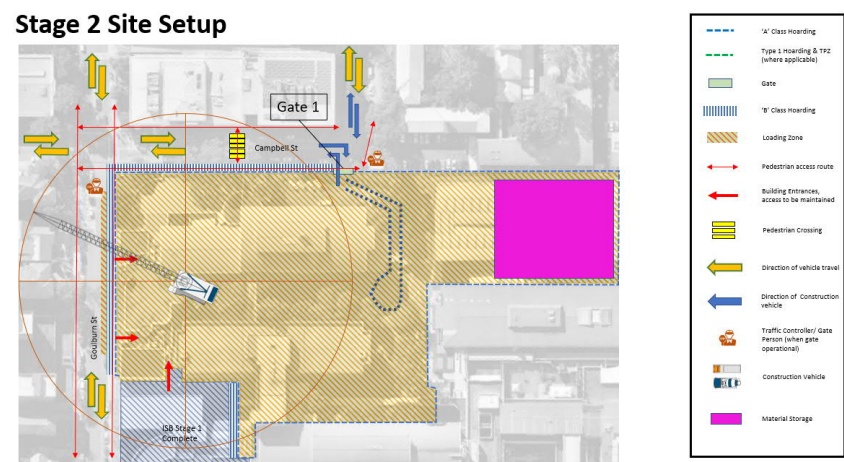 Stage 2 Site Setup
Gate 1
Campbell St
Goulburn St
ISB Stage 1
Complete
'A' Class Hoarding
Type 1 Hoarding & TPZ
(where applicable)
Gate
'B' Class Hoarding
Loading Zone
Pedestrian access route
Building Entrances,
access to be maintained
Pedestrian Crossing
Direction of vehicle travel
Direction of Construction
vehicle
Traffic Controller/ Gate
Person (when gate
operational)
Construction Vehicle
Material Storage